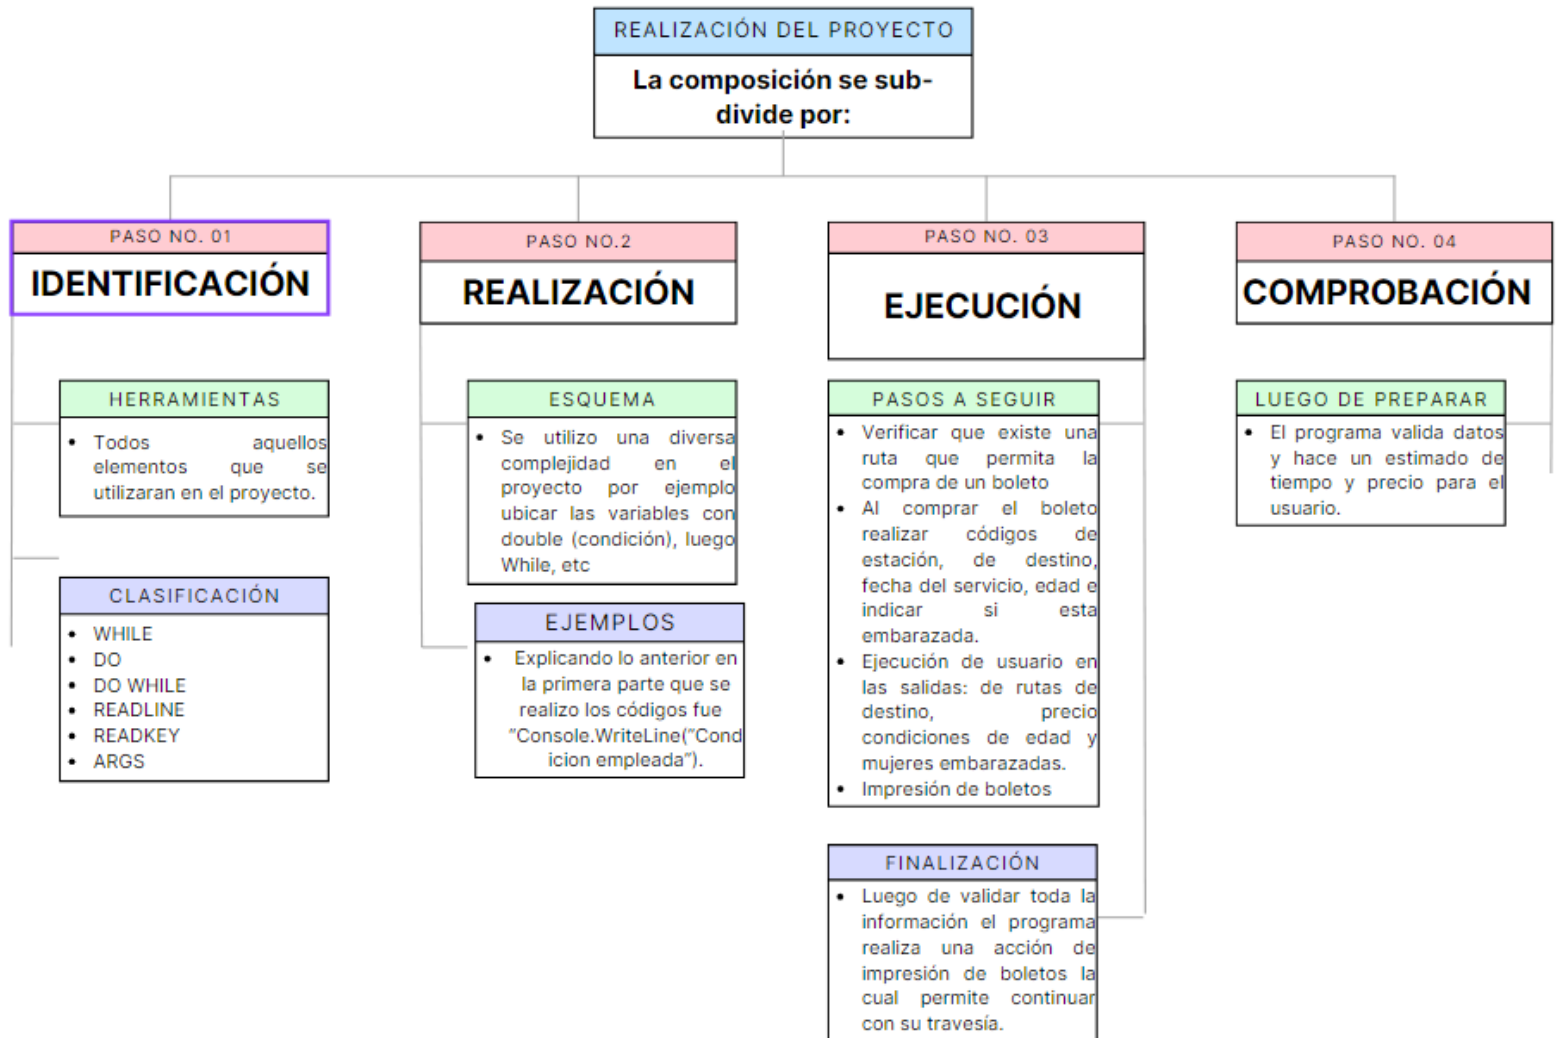 REALIZACIÓN DEL PROYECTO
La composición se sub-
divide por:
PASO NO. 01
IDENTIFICACIÓN
HERRAMIENTAS
• Todos aquellos
elementos que se
utilizaran en el proyecto.
CLASIFICACIÓN
• WHILE
• DO
• DO WHILE
• READLINE
• READKEY
• ARGS
PASO NO.2
REALIZACIÓN
ESQUEMA
• Se utilizo una diversa
complejidad en el
proyecto por ejemplo
ubicar las variables con
double (condición), luego
While, etc
EJEMPLOS
• Explicando lo anterior en
la primera parte que se
realizo los códigos fue
“Console.WriteLine(“Cond
icion empleada”).
PASO NO. 03
EJECUCIÓN
PASOS A SEGUIR
• Verificar que existe una
ruta que permita la
compra de un boleto
• Al comprar el boleto
realizar códigos de
estación, de destino,
fecha del servicio, edad e
indicar si esta
embarazada.
• Ejecución de usuario en
las salidas: de rutas de
destino, precio
condiciones de edad y
mujeres embarazadas.
• Impresión de boletos
FINALIZACIÓN
• Luego de validar toda la
información el programa
realiza una acción de
impresión de boletos la
cual permite continuar
con su travesía.
PASO NO. 04
COMPROBACIÓN
LUEGO DE PREPARAR
• El programa valida datos
y hace un estimado de
tiempo y precio para el
usuario.